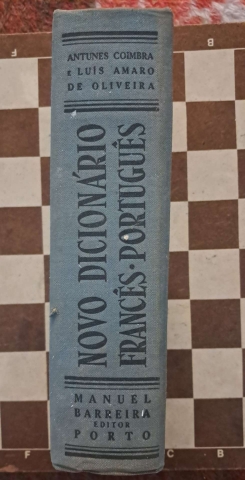 ANTUNES COIMBRA
E LUÍS AMARO
DE OLIVEIRA
NOVO DICIONÁRIO
FRANCÊS-PORTUGUÊS
MANUEL
BARREIRA
EDITOR
PORTO
F
C
B
B